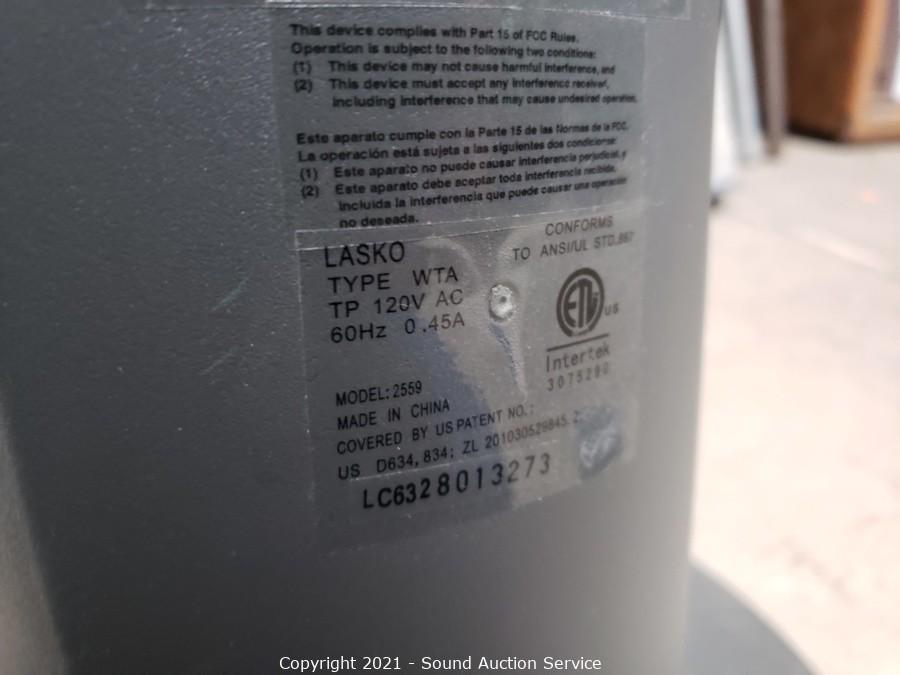 This device complies with Part 15 of FCC Rules.
Operation is subject to the following two conditions:
(1) This device may not cause harmful interference, and
(2) This device must accept any interference received,
including interference that may cause undesired operation.
Este aparato cumple con la Parte 15 de las Normas de la FCC.
La operación está sujeta a las siguientes dos condiciones:
(1) Este aparato no puede causar interferencia perjudicial, y
(2) Este aparato debe aceptar toda interferencia recibida,
incluida la interferencia que puede causar una operación
no deseada.
LASKO
TYPE WTA
TP 120V AC
60Hz 0.45A
CONFORMS
TO ANSI/UL STD.867
ETL
US
Intertek
3075290
MODEL:2559
MADE IN CHINA
COVERED BY US PATENT NO.:
US D634,834; ZL 201030529845.2
LC6328013273
Copyright 2021 - Sound Auction Service